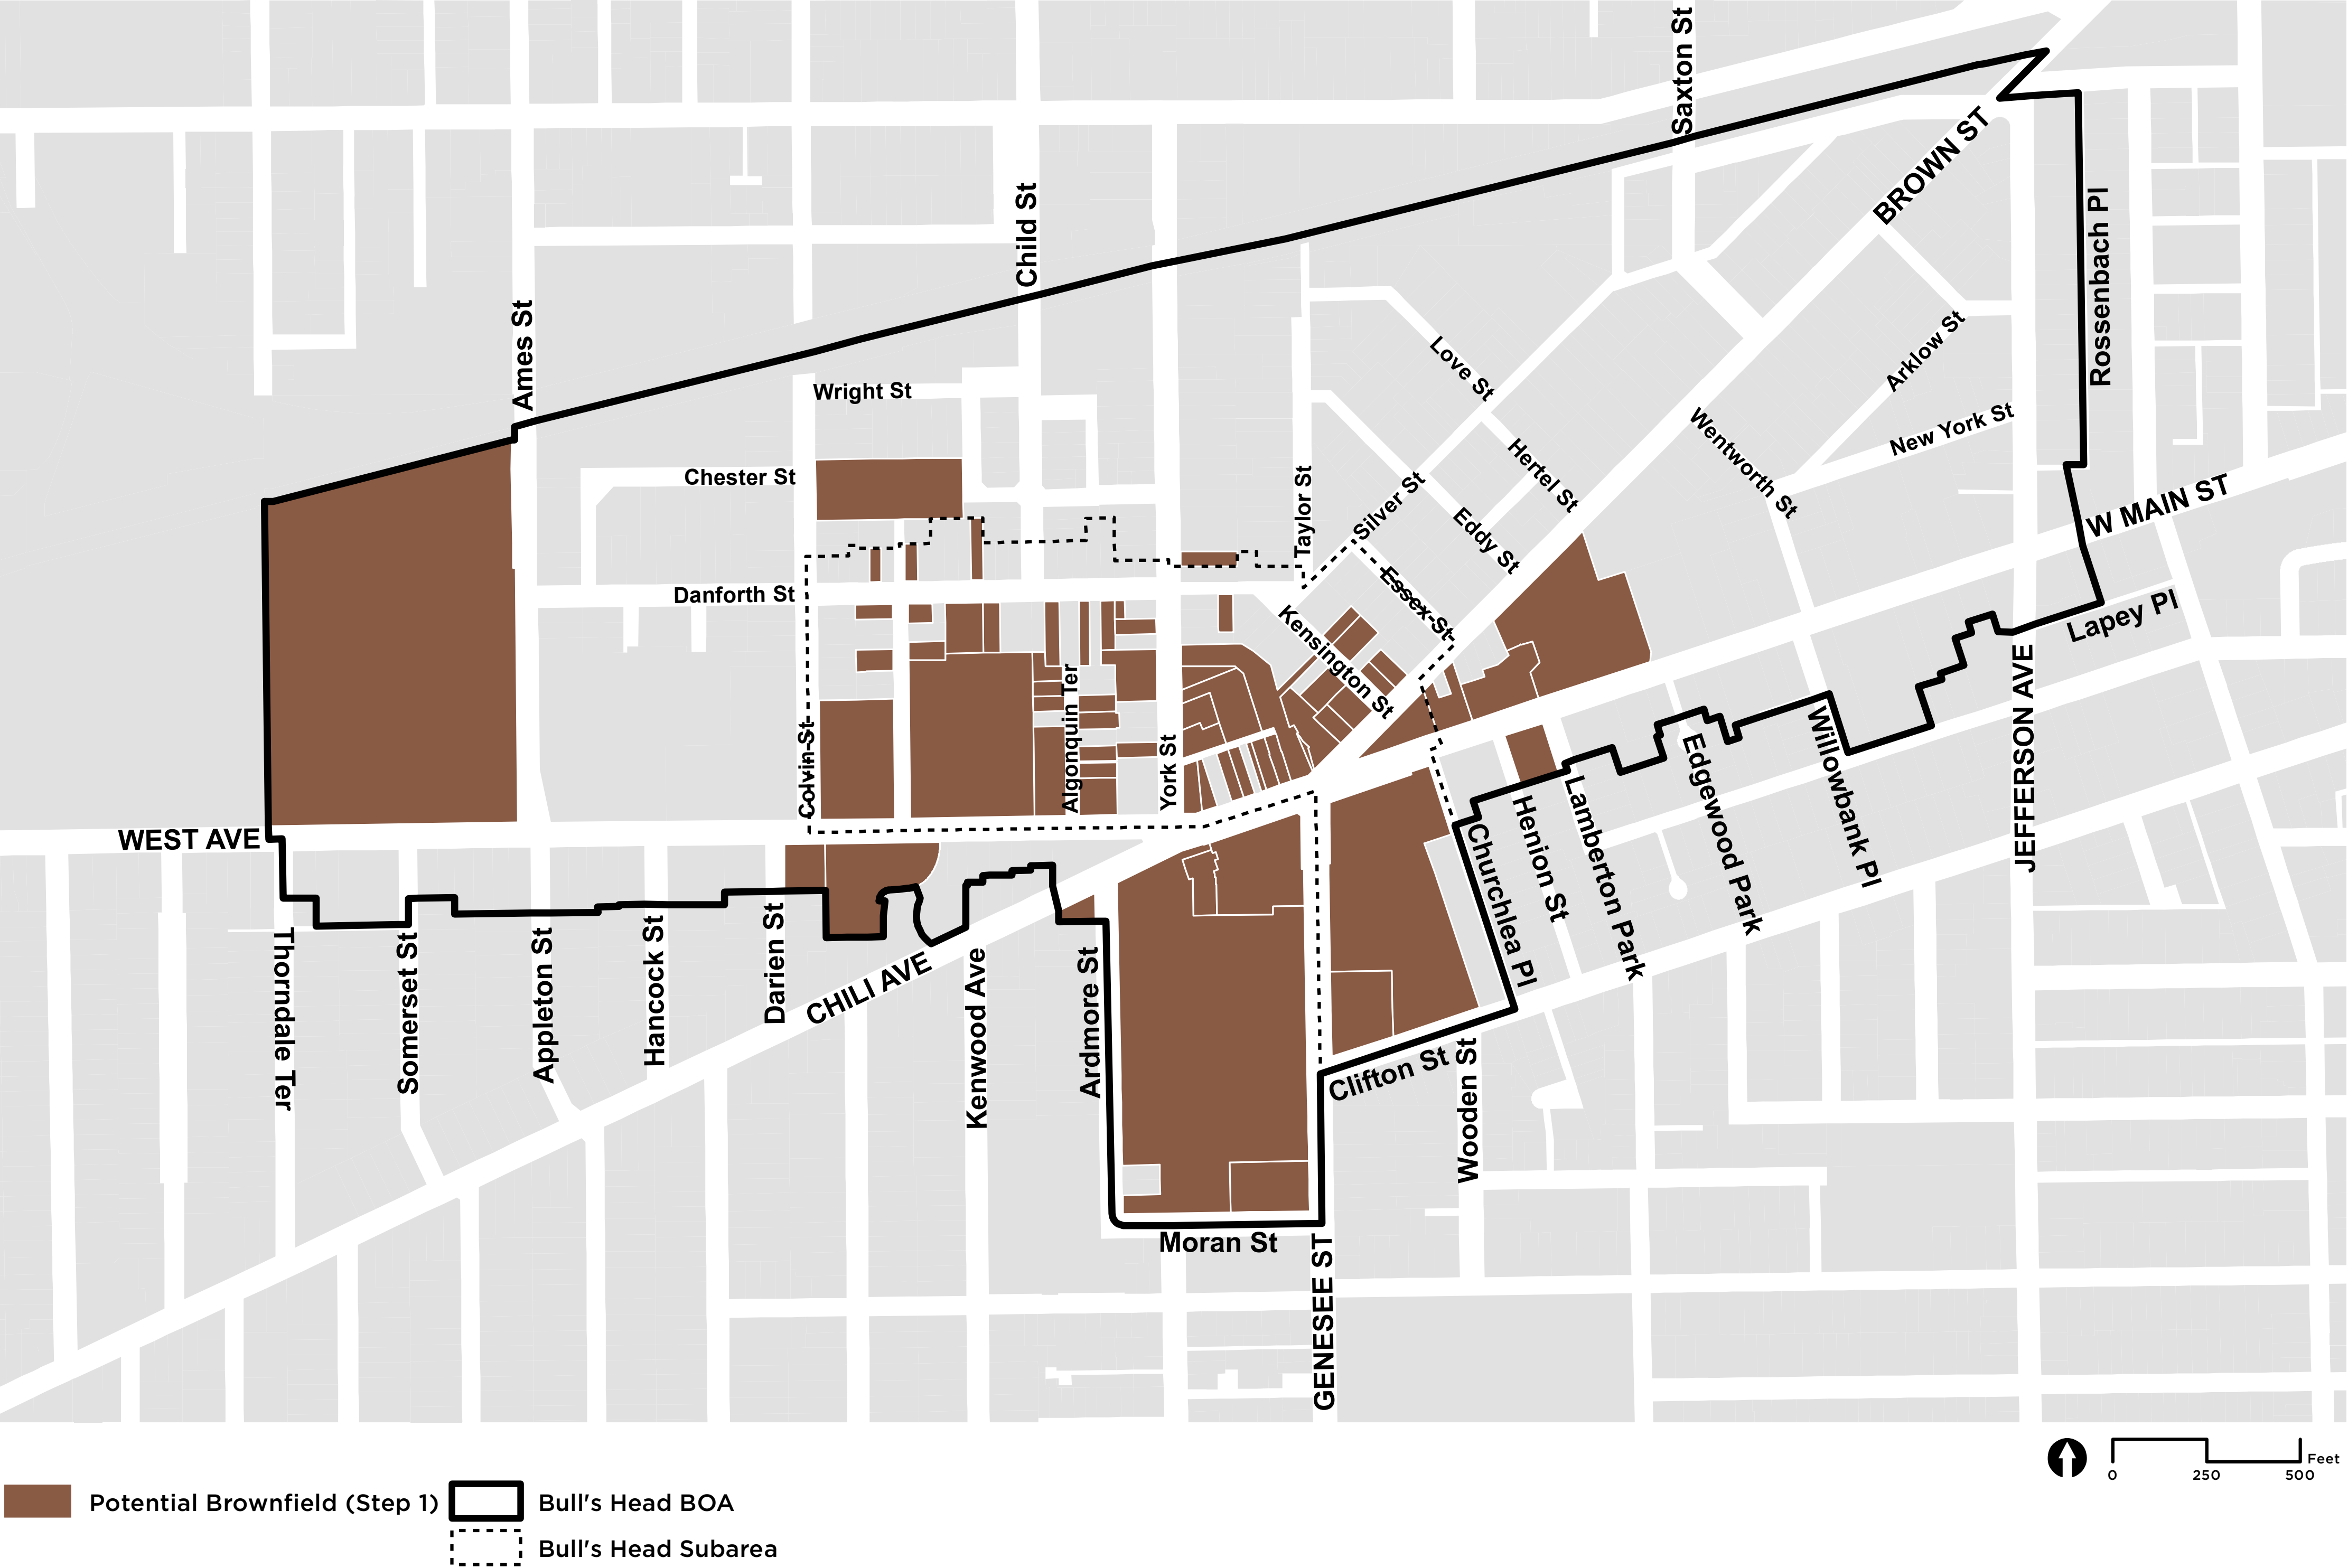 Saxton St
BROWN ST
Child St
Rosenbach Pl
Ames St
Love St
Arklow St
Wright St
New York St
Wentworth St
Hertel St
Chester St
Taylor St
Silver St
W MAIN ST
Eddy St
Essex St
Danforth St
Kensington St
Lapey Pl
Algonquin Ter
JEFFERSON AVE
Colvin St
York St
WEST AVE
Willowbank Pl
Edgewood Park
Lamberton Park
Henion St
Churchlea Pl
Thorndale Ter
Somerset St
Appleton St
Hancock St
Darien St
CHILI AVE
Kenwood Ave
Ardmore St
Clifton St
Wooden St
Moran St
GENESEE ST
Feet
0 250 500
Potential Brownfield (Step 1)
Bull's Head BOA
Bull's Head Subarea